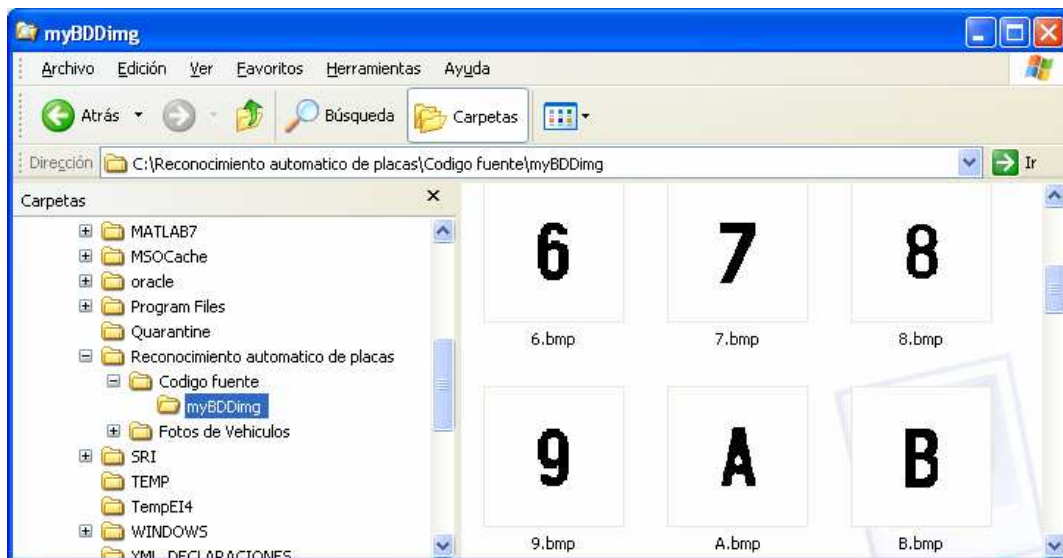 myBDDimg
Archivo Edición Ver Favoritos Herramientas Ayuda
Atrás Búsqueda Carpetas
Dirección C:\Reconocimiento automatico de placas\Codigo fuente\myBDDimg Ir
Carpetas
MATLAB7
MSOCache
oracle
Program Files
Quarantine
Reconocimiento automatico de placas
Codigo fuente
myBDDimg
Fotos de Vehiculos
SRI
TEMP
TempEI4
WINDOWS
XML DECLARACIONES
6 7 8
6.bmp 7.bmp 8.bmp
9 A B
9.bmp A.bmp B.bmp